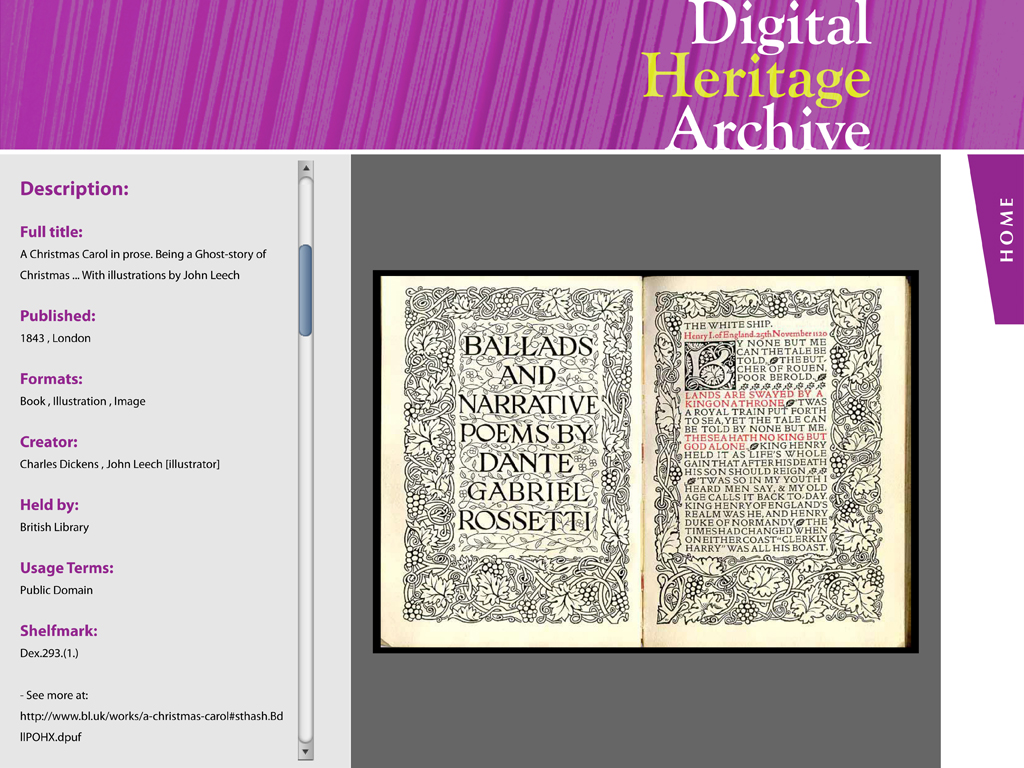 Digital
Heritage
Archive
HOME
Description:
Full title:
A Christmas Carol in prose. Being a Ghost-story of
Christmas ... With illustrations by John Leech
Published:
1843 , London
Formats:
Book , Illustration , Image
Creator:
Charles Dickens , John Leech [illustrator]
Held by:
British Library
Usage Terms:
Public Domain
Shelfmark:
Dex.293.(1.)
- See more at:
http://www.bl.uk/works/a-christmas-carol#sthash.Bd
llPOHX.dpuf
BALLADS
AND
NARRATIVE
POEMS BY
DANTE
GABRIEL
ROSSETTI
THE WHITE SHIP.
Henry I. of England. 25th November 1120
BY NONE BUT ME
CAN THE TALE BE
TOLD, THE BUT-
CHER OF ROUEN,
POOR BEROLD.
LANDS ARE SWAYED BY A
KING ON A THRONE. 'TWAS
A ROYAL TRAIN PUT FORTH
TO SEA, YET THE TALE CAN
BE TOLD BY NONE BUT ME.
THE SEA HATH NO KING BUT
GOD ALONE. KING HENRY
HELD IT AS LIFE'S WHOLE
GAIN THAT AFTER HIS DEATH
HIS SON SHOULD REIGN.
'TWAS SO IN MY YOUTH I
HEARD MEN SAY, & MY OLD
AGE CALLS IT BACK TO-DAY.
KING HENRY OF ENGLAND'S
REALM WAS HE, AND HENRY
DUKE OF NORMANDY. THE
TIMES HAD CHANGED WHEN
ON EITHER COAST "CLERKLY
HARRY" WAS ALL HIS BOAST.